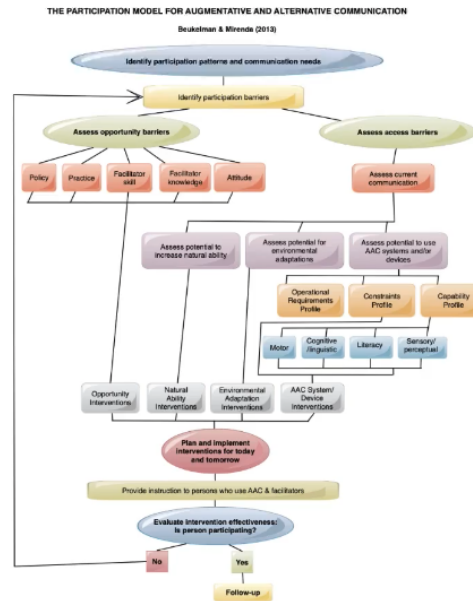 THE PARTICIPATION MODEL FOR AUGMENTATIVE AND ALTERNATIVE COMMUNICATION
Beukelman & Mirenda (2013)
Identify participation patterns and communication needs
Identify participation barriers
Assess opportunity barriers
Assess access barriers
Policy
Practice
Facilitator
skill
Facilitator
knowledge
Attitude
Assess current
communication
Assess potential to
increase natural ability
Assess potential for
environmental
adaptations
Assess potential to use
AAC systems and/or
devices
Operational
Requirements
Profile
Constraints
Profile
Capability
Profile
Motor
Cognitive
/linguistic
Literacy
Sensory/
perceptual
Opportunity
Interventions
Natural
Ability
Interventions
Environmental
Adaptation
Interventions
AAC System/
Device
Interventions
Plan and implement
interventions for today
and tomorrow
Provide instruction to persons who use AAC & facilitators
Evaluate intervention effectiveness:
Is person participating?
No
Yes
Follow-up